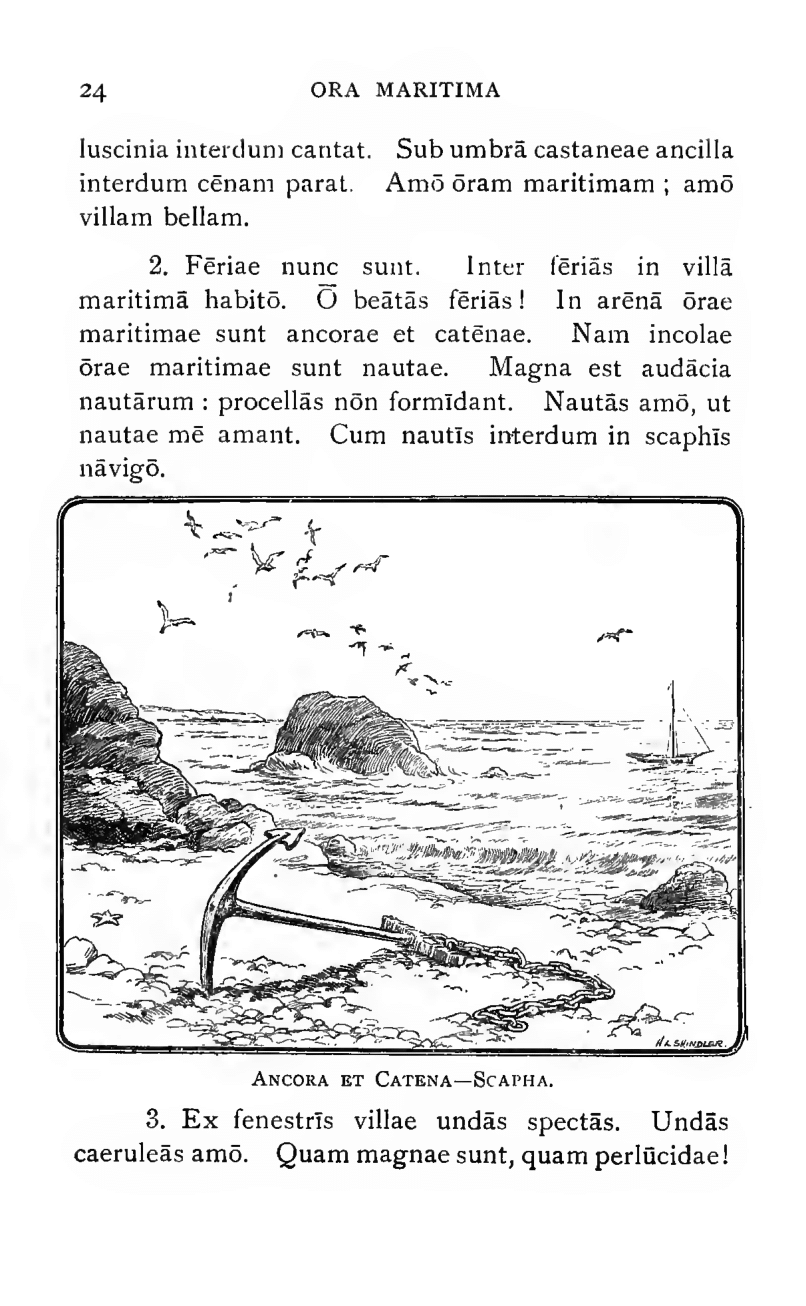 24 ORA MARITIMA
luscinia interdum cantat. Sub umbrā castaneae ancilla
interdum cēnam parat. Amō ōram maritimam ; amō
villam bellam.
2. Fēriae nunc sunt. Inter fēriās in villā
maritimā habitō. Ō beātās fēriās! In arēnā ōrae
maritimae sunt ancorae et catēnae. Nam incolae
ōrae maritimae sunt nautae. Magna est audācia
nautārum : procellās nōn formīdant. Nautās amō, ut
nautae mē amant. Cum nautīs interdum in scaphīs
nāvigō.
H. L. SHINDLER.
ANCORA ET CATENA—SCAPHA.
3. Ex fenestrīs villae undās spectās. Undās
caeruleās amō. Quam magnae sunt, quam perlūcidae!